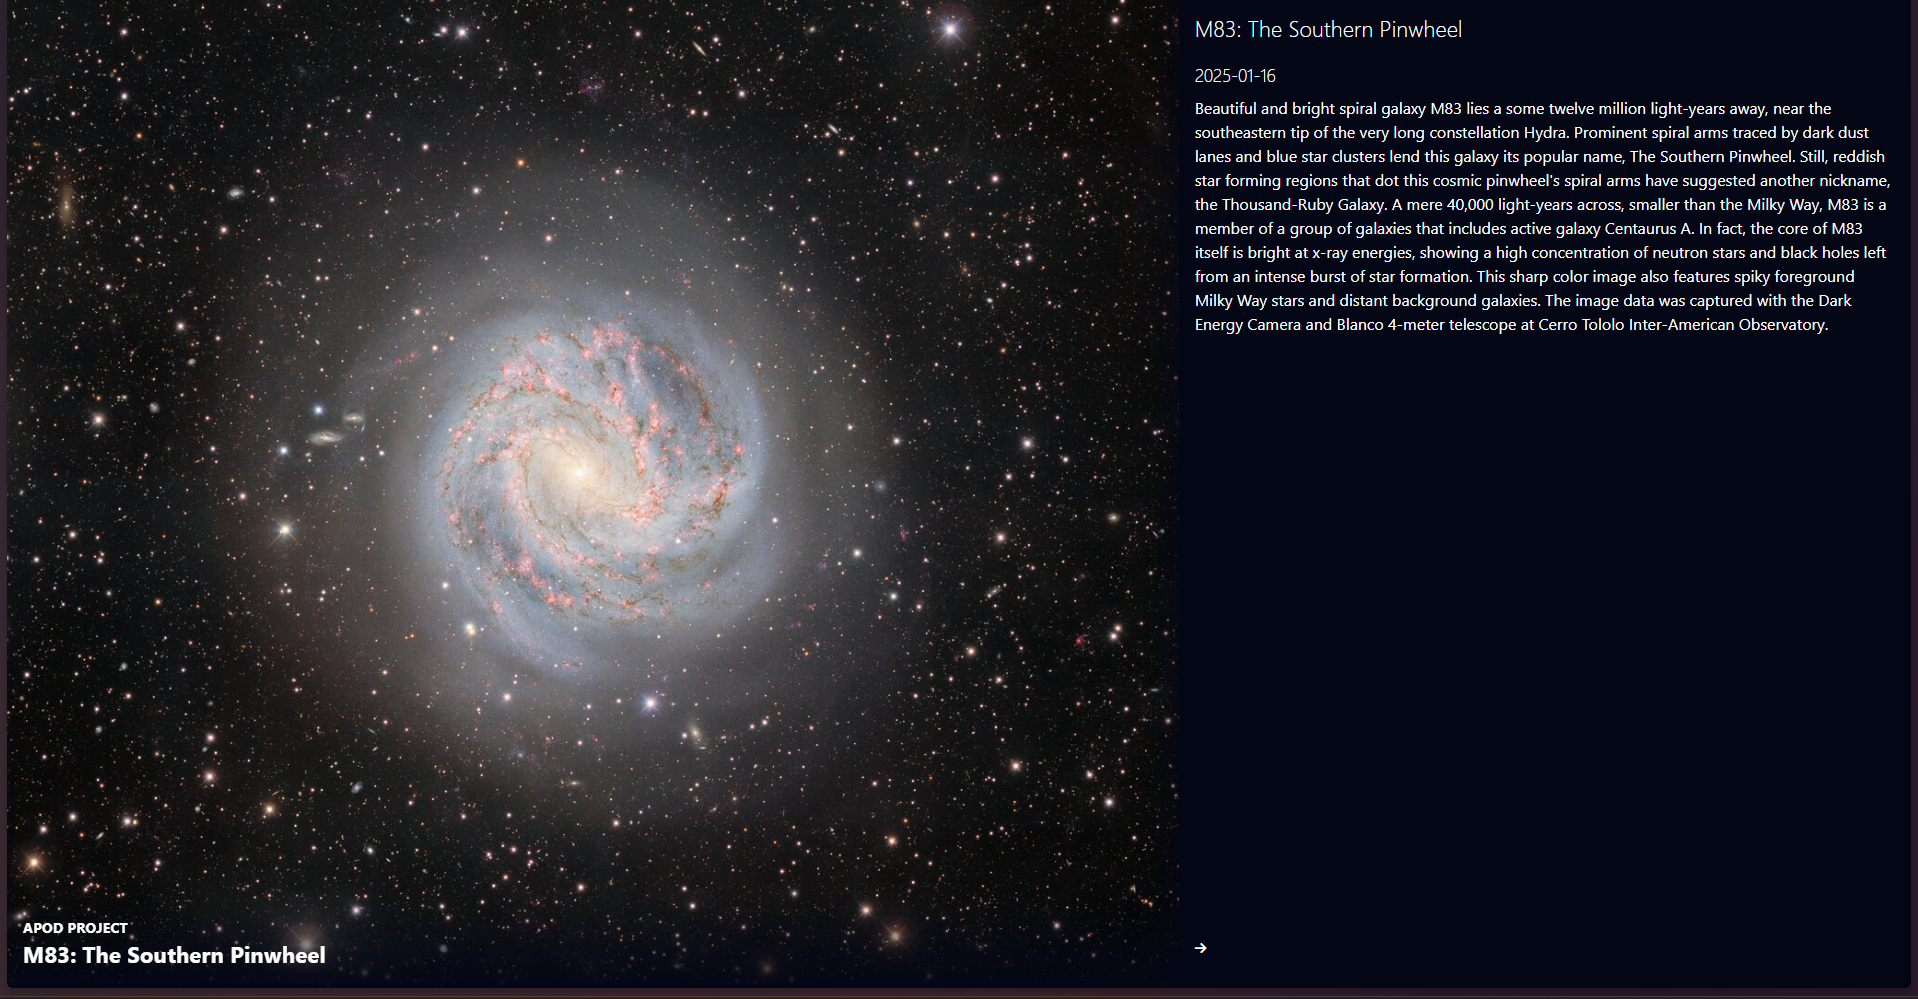 M83: The Southern Pinwheel
2025-01-16
Beautiful and bright spiral galaxy M83 lies a some twelve million light-years away, near the
southeastern tip of the very long constellation Hydra. Prominent spiral arms traced by dark dust
lanes and blue star clusters lend this galaxy its popular name, The Southern Pinwheel. Still, reddish
star forming regions that dot this cosmic pinwheel's spiral arms have suggested another nickname,
the Thousand-Ruby Galaxy. A mere 40,000 light-years across, smaller than the Milky Way, M83 is a
member of a group of galaxies that includes active galaxy Centaurus A. In fact, the core of M83
itself is bright at x-ray energies, showing a high concentration of neutron stars and black holes left
from an intense burst of star formation. This sharp color image also features spiky foreground
Milky Way stars and distant background galaxies. The image data was captured with the Dark
Energy Camera and Blanco 4-meter telescope at Cerro Tololo Inter-American Observatory.
APOD PROJECT
M83: The Southern Pinwheel